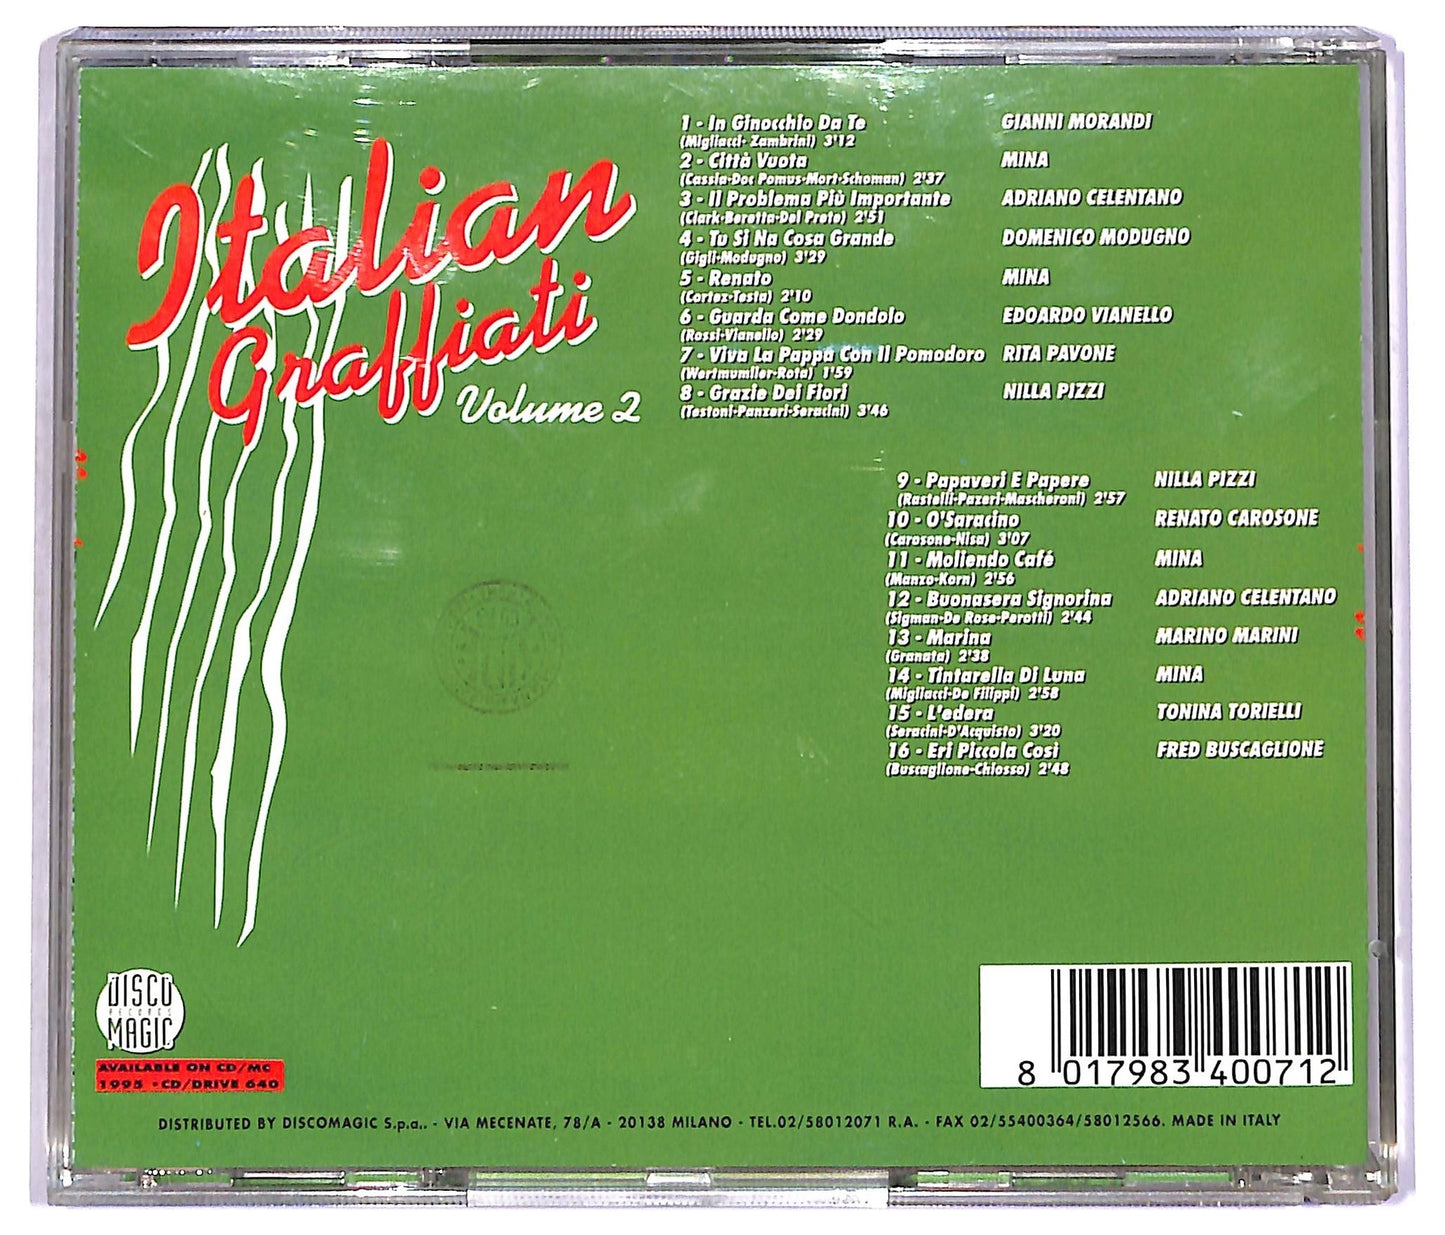 Italian
Graffiati
Volume 2
1 - In Ginocchio Da Te GIANNI MORANDI
(Migliacci- Zambrini) 3'12
2 - Città Vuota MINA
(Cassia-Doc Pomus-Mort-Schoman) 2'37
3 - Il Problema Più Importante ADRIANO CELENTANO
(Clark-Beretta-Del Prete) 2'51
4 - Tu Si Na Cosa Grande DOMENICO MODUGNO
(Gigli-Modugno) 3'29
5 - Renato MINA
(Cortez-Testa) 2'10
6 - Guarda Come Dondolo EDOARDO VIANELLO
(Rossi-Vianello) 2'29
7 - Viva La Pappa Con Il Pomodoro RITA PAVONE
(Wertmumller-Rota) 1'59
8 - Grazie Dei Fiori NILLA PIZZI
(Testoni-Panzeri-Seracini) 3'46
9 - Papaveri E Papere NILLA PIZZI
(Rastelli-Pazeri-Mascheroni) 2'57
10 - O'Saracino RENATO CAROSONE
(Carosone-Nisa) 3'07
11 - Moliendo Café MINA
(Manzo-Korn) 2'56
12 - Buonasera Signorina ADRIANO CELENTANO
(Sigman-De Rose-Perotti) 2'44
13 - Marina MARINO MARINI
(Granata) 2'38
14 - Tintarella Di Luna MINA
(Migliacci-De Filippi) 2'58
15 - L'edera TONINA TORIELLI
(Seracini-D'Acquisto) 3'20
16 - Eri Piccola Così FRED BUSCAGLIONE
(Buscaglione-Chiosso) 2'48
DISCO
RECORDS
MAGIC
AVAILABLE ON CD/MC
1995 • CD/DRIVE 640
8 017983 400712
DISTRIBUTED BY DISCOMAGIC S.p.a.. - VIA MECENATE, 78/A - 20138 MILANO - TEL.02/58012071 R.A. - FAX 02/55400364/58012566. MADE IN ITALY